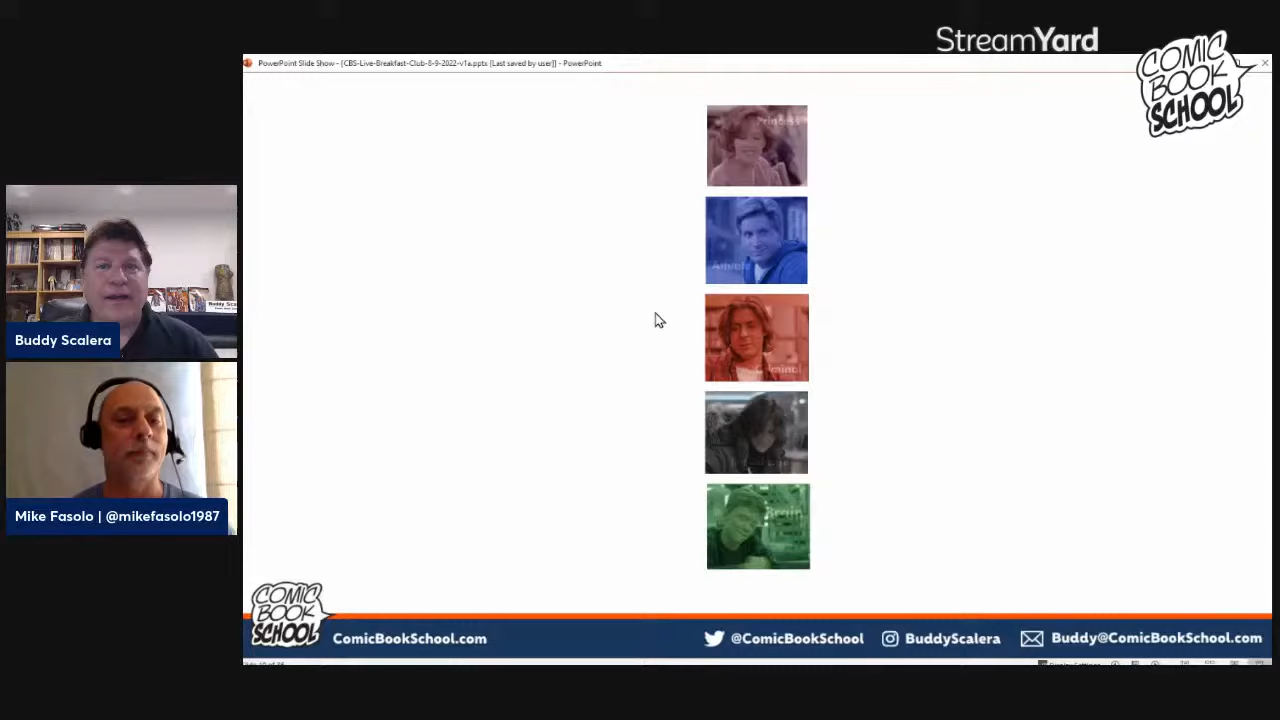 StreamYard
COMIC BOOK SCHOOL
PowerPoint Slide Show - [CBS-Live-Breakfast-Club-8-9-2022-v1a.pptx [Last saved by user]] - PowerPoint
Princess
Athlete
Criminal
Brain
Buddy Scalera
Mike Fasolo | @mikefasolo1987
COMIC BOOK SCHOOL
ComicBookSchool.com
@ComicBookSchool
BuddyScalera
Buddy@ComicBookSchool.com